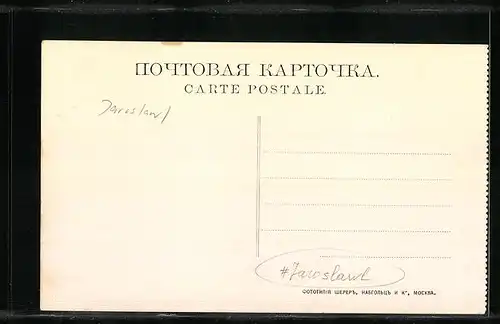 ПОЧТОВАЯ КАРТОЧКА.
CARTE POSTALE.
Jaroslawl
#Jaroslawl
ФОТОТИПІЯ ШЕРЕРЪ, НАБГОЛЬЦЪ И Кº, МОСКВА.